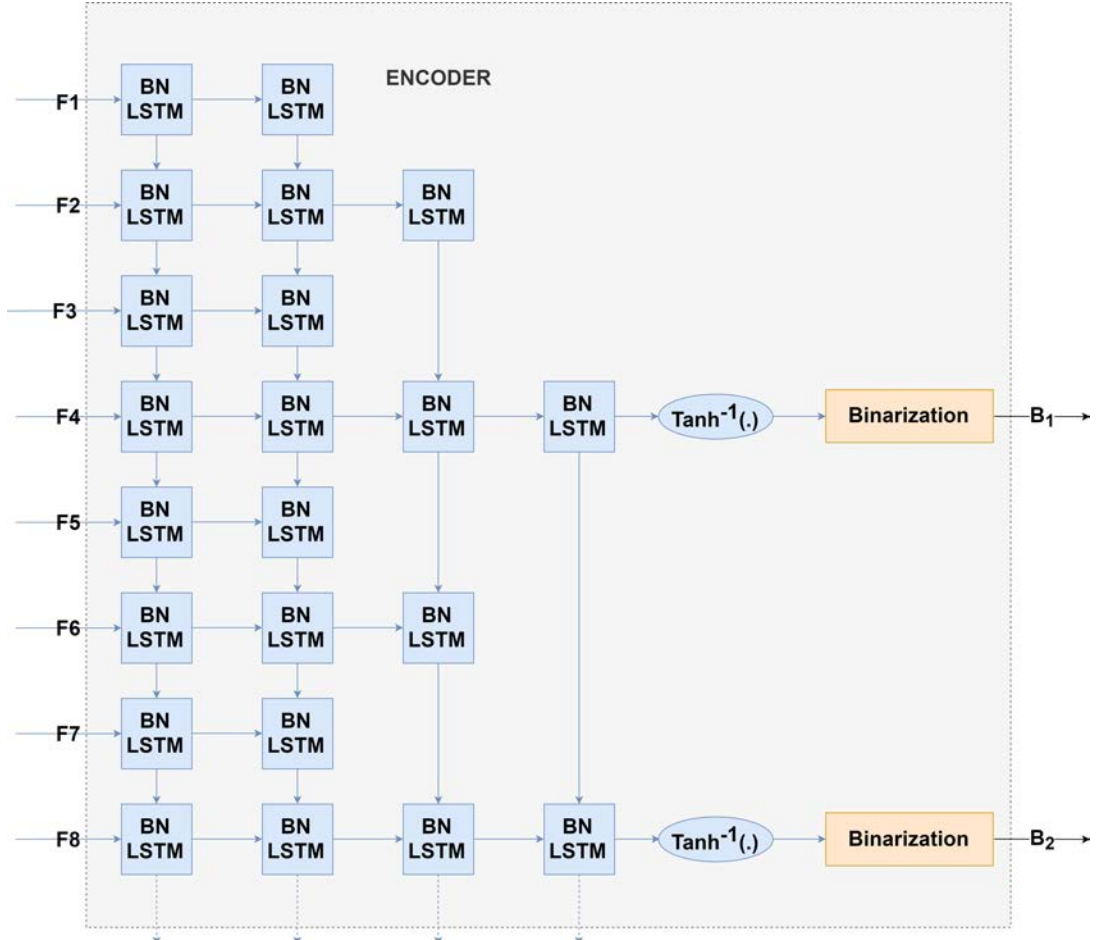 ENCODER
F1
BN
LSTM
BN
LSTM
F2
BN
LSTM
BN
LSTM
BN
LSTM
F3
BN
LSTM
BN
LSTM
F4
BN
LSTM
BN
LSTM
BN
LSTM
BN
LSTM
Tanh⁻¹(.)
Binarization
B₁
F5
BN
LSTM
BN
LSTM
F6
BN
LSTM
BN
LSTM
BN
LSTM
F7
BN
LSTM
BN
LSTM
F8
BN
LSTM
BN
LSTM
BN
LSTM
BN
LSTM
Tanh⁻¹(.)
Binarization
B₂